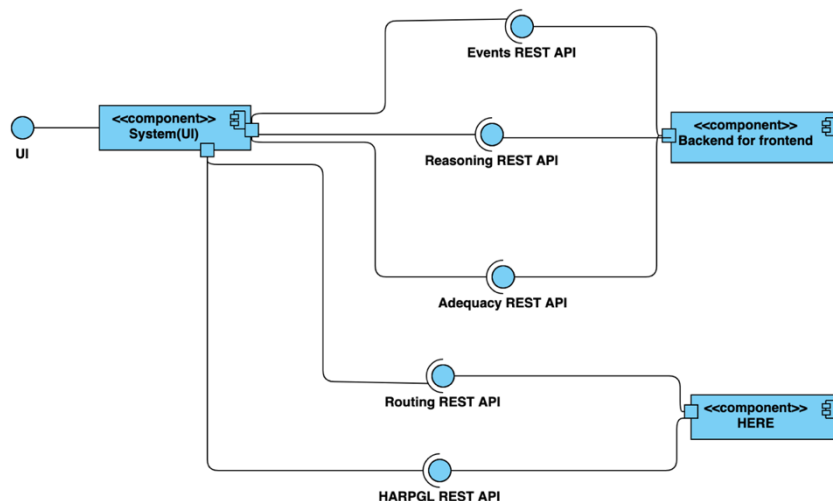 Events REST API
<<component>>
System(UI)
<<component>>
Backend for frontend
UI
Reasoning REST API
Adequacy REST API
Routing REST API
<<component>>
HERE
HARPGL REST API